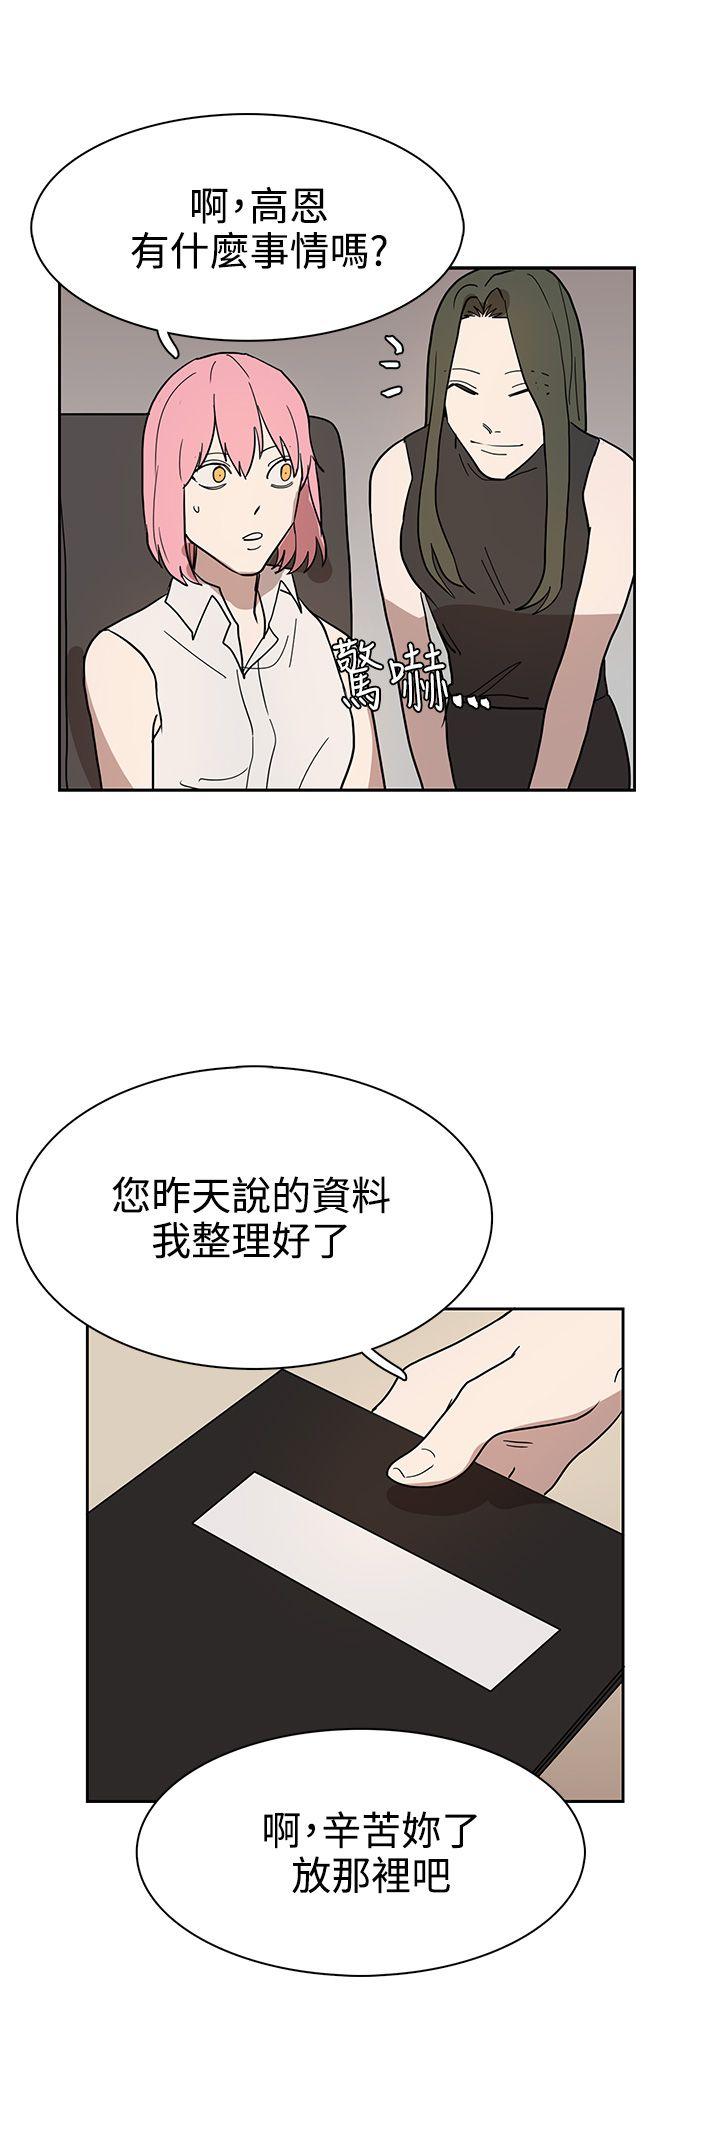 啊，高恩
有什麼事情嗎?
驚嚇…
您昨天說的資料
我整理好了
啊，辛苦妳了
放那裡吧